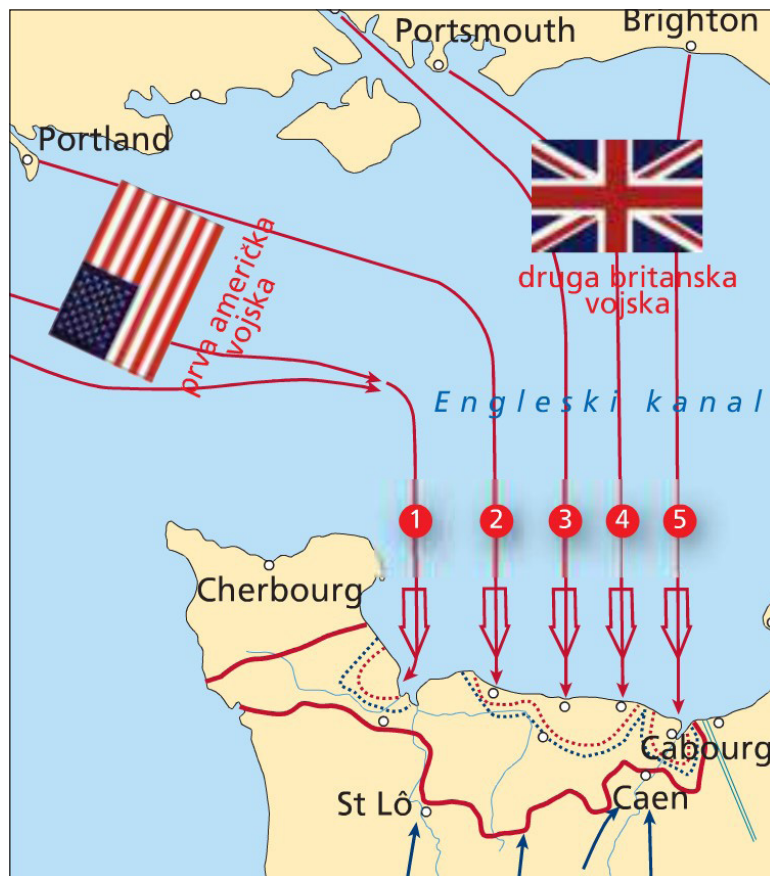 Portsmouth
Brighton
Portland
prva američka
vojska
druga britanska
vojska
Engleski kanal
1
2
3
4
5
Cherbourg
Cabourg
St Lô
Caen